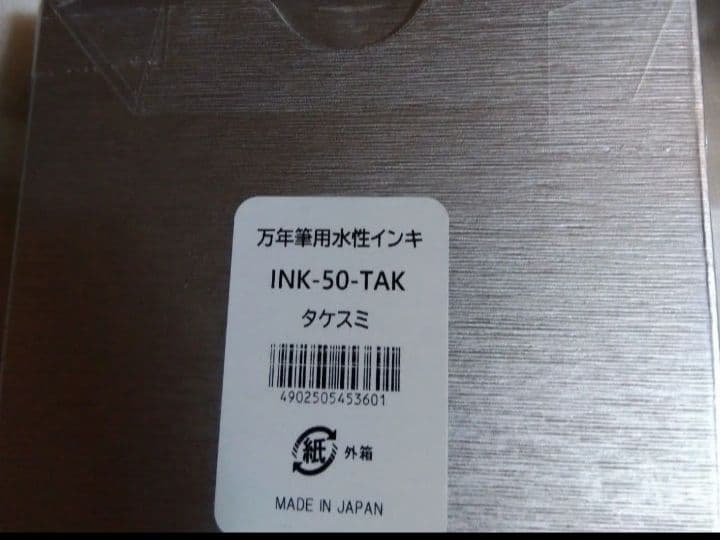 万年筆用水性インキ
INK-50-TAK
タケスミ
4902505453601
紙 外箱
MADE IN JAPAN